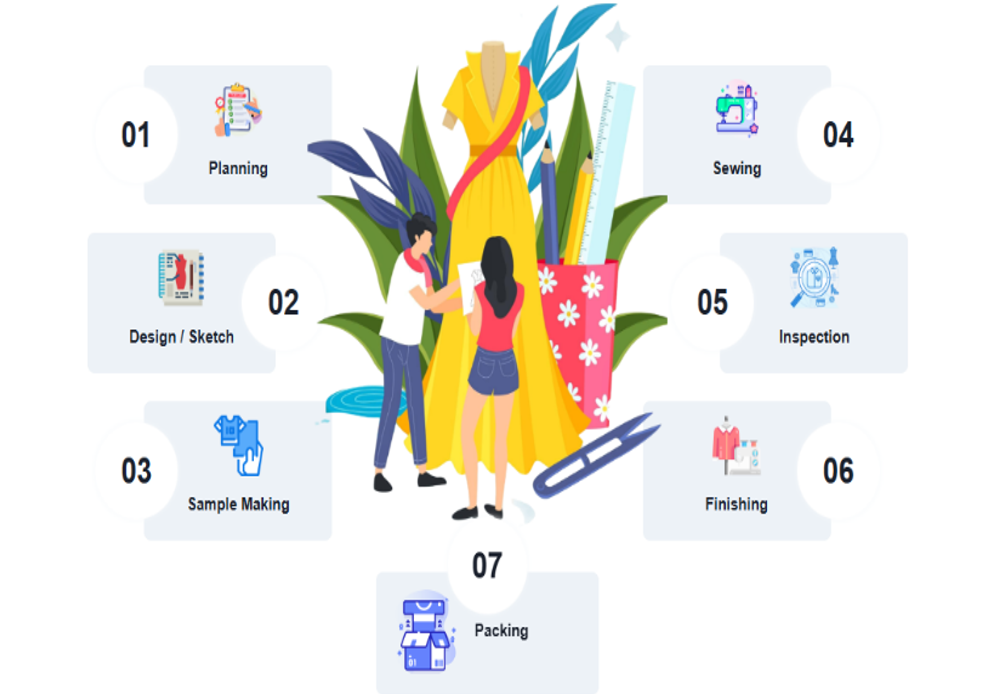 01
Planning
02
Design / Sketch
03
Sample Making
04
Sewing
05
Inspection
06
Finishing
07
Packing